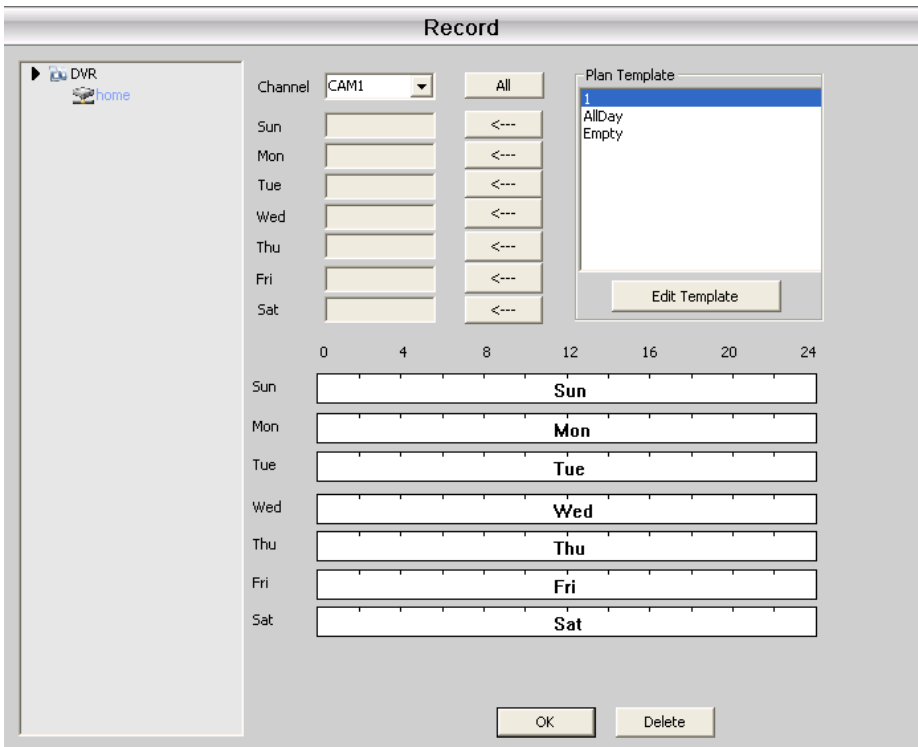 Record
DVR
home
Channel CAM1 All
Sun <---
Mon <---
Tue <---
Wed <---
Thu <---
Fri <---
Sat <---
Plan Template
1
AllDay
Empty
Edit Template
0 4 8 12 16 20 24
Sun Sun
Mon Mon
Tue Tue
Wed Wed
Thu Thu
Fri Fri
Sat Sat
OK Delete